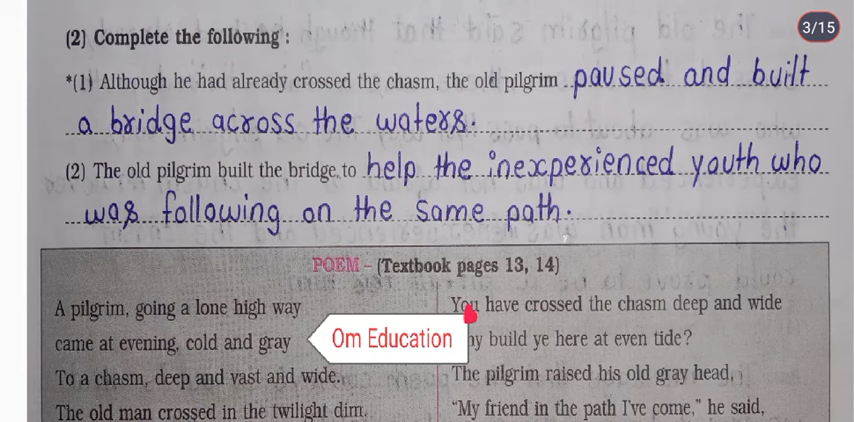 3/15
(2) Complete the following :
*(1) Although he had already crossed the chasm, the old pilgrim paused and built
a bridge across the waters.
(2) The old pilgrim built the bridge to help the inexperienced youth who
was following on the same path.
POEM – (Textbook pages 13, 14)
A pilgrim, going a lone high way
came at evening, cold and gray
To a chasm, deep and vast and wide.
The old man crossed in the twilight dim.
Om Education
You have crossed the chasm deep and wide
hy build ye here at even tide?
The pilgrim raised his old gray head,
“My friend in the path I've come,” he said,